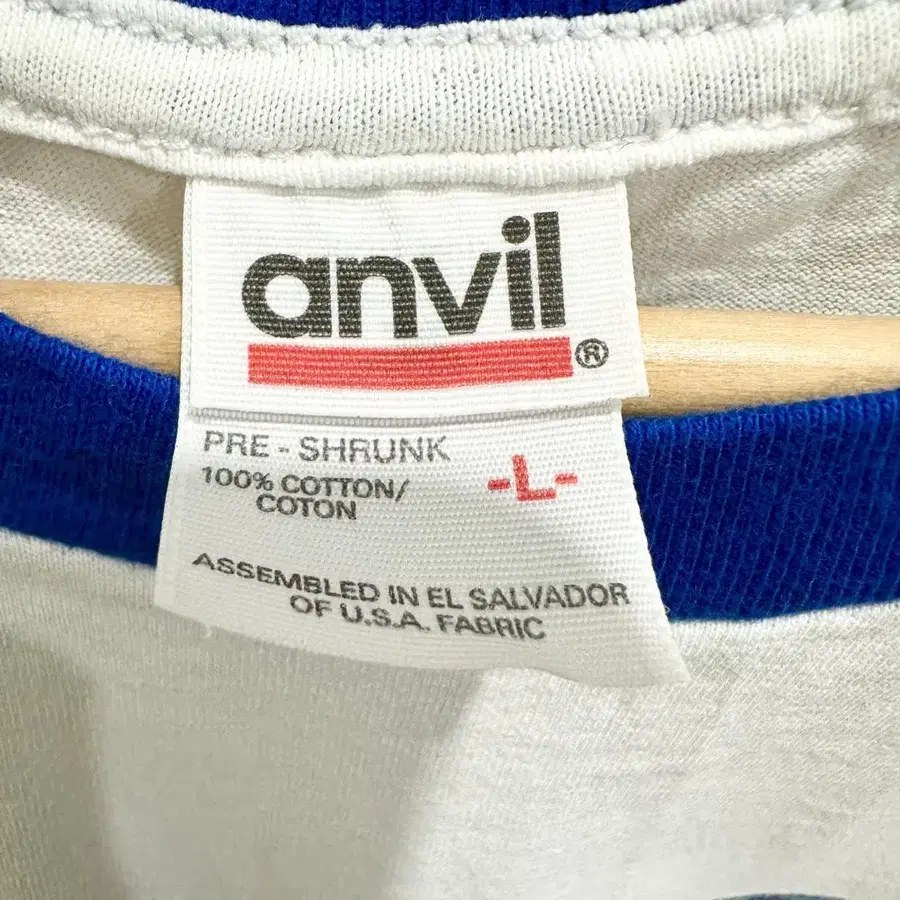 anvil®
PRE - SHRUNK
100% COTTON/
COTON
-L-
ASSEMBLED IN EL SALVADOR
OF U.S.A. FABRIC